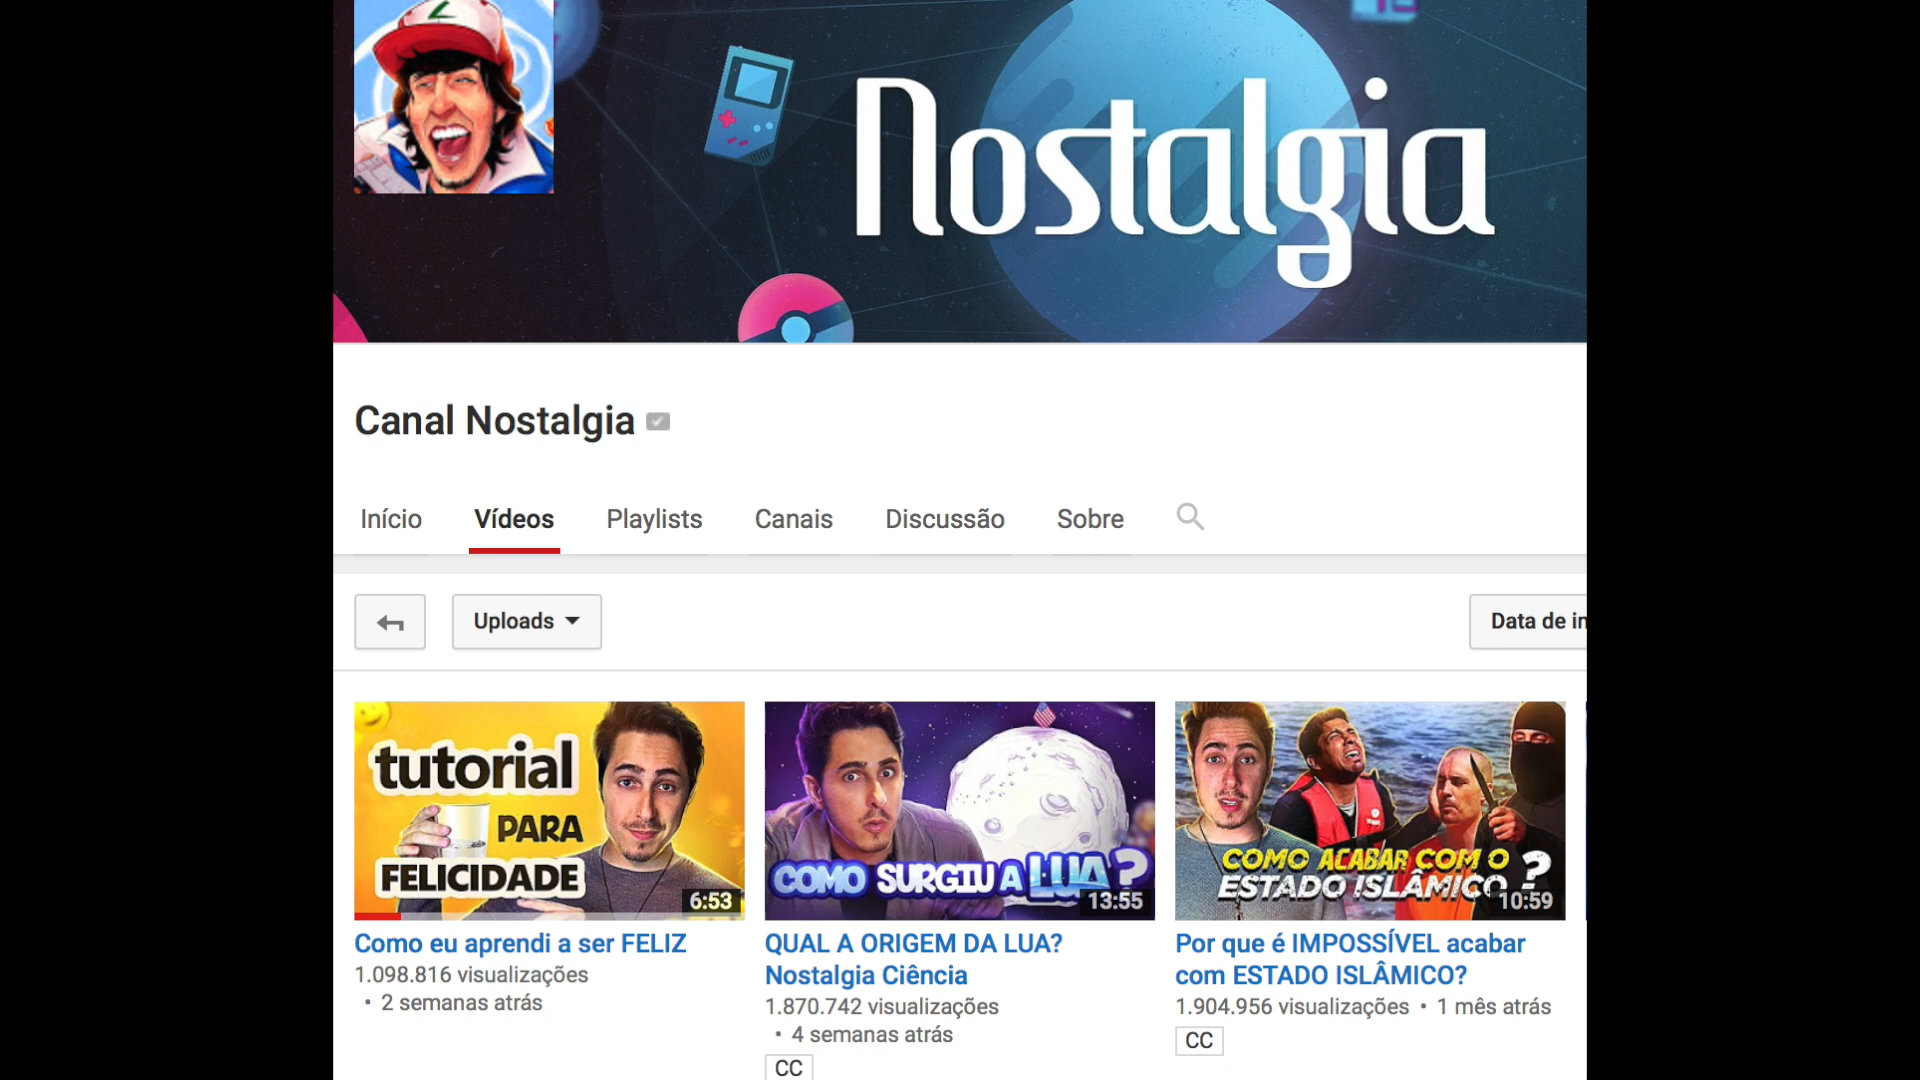 Nostalgia
Canal Nostalgia
Início Vídeos Playlists Canais Discussão Sobre
Uploads
Data de in
tutorial
PARA
FELICIDADE
6:53
COMO SURGIU A LUA?
13:55
COMO ACABAR COM O
ESTADO ISLÂMICO?
10:59
Como eu aprendi a ser FELIZ
1.098.816 visualizações
• 2 semanas atrás
QUAL A ORIGEM DA LUA?
Nostalgia Ciência
1.870.742 visualizações
• 4 semanas atrás
CC
Por que é IMPOSSÍVEL acabar
com ESTADO ISLÂMICO?
1.904.956 visualizações • 1 mês atrás
CC